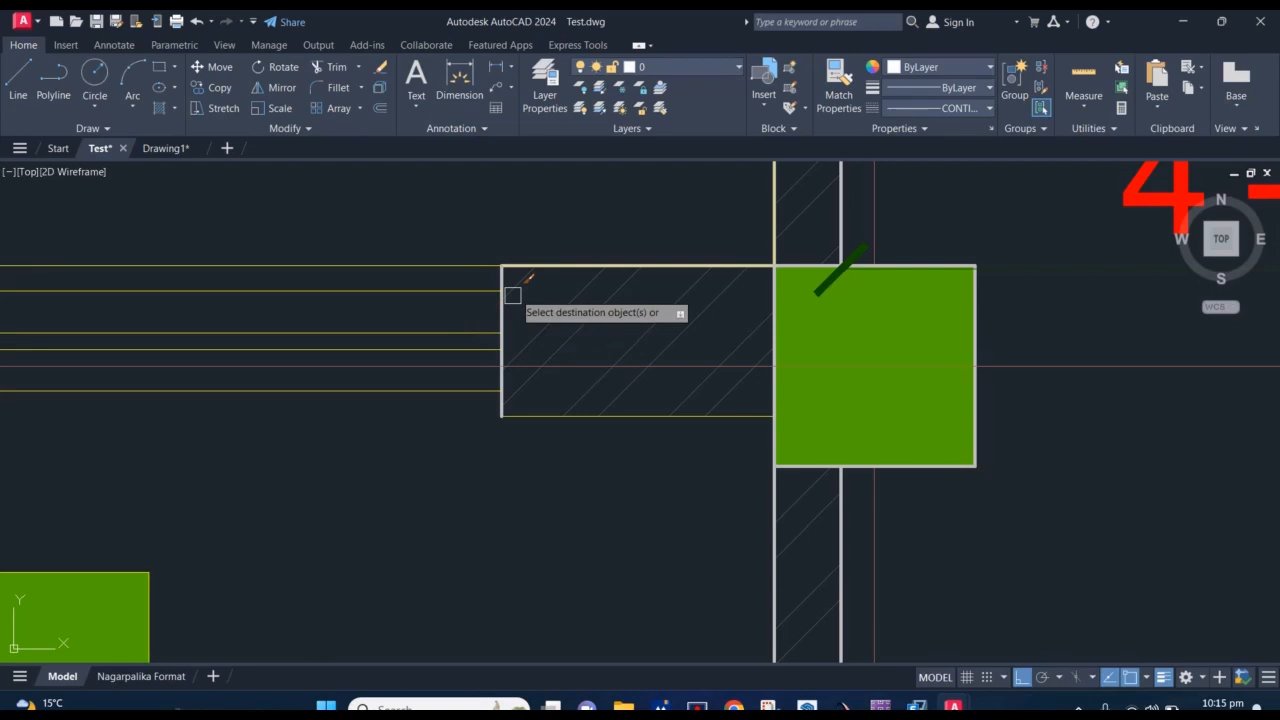 A Share Autodesk AutoCAD 2024 Test.dwg Type a keyword or phrase Sign In
Home Insert Annotate Parametric View Manage Output Add-ins Collaborate Featured Apps Express Tools
Move Rotate Trim 0 ByLayer
Copy Mirror Fillet ByLayer
Line Polyline Circle Arc Text Dimension Layer Properties Insert Match Properties Group Measure Paste Base
Stretch Scale Array CONTI...
Draw Modify Annotation Layers Block Properties Groups Utilities Clipboard View
Start Test* Drawing1*
[−][Top][2D Wireframe]
4 -
N
W TOP E
S
WCS
Select destination object(s) or
Y
X
Model Nagarpalika Format MODEL
15°C Search 10:15 pm